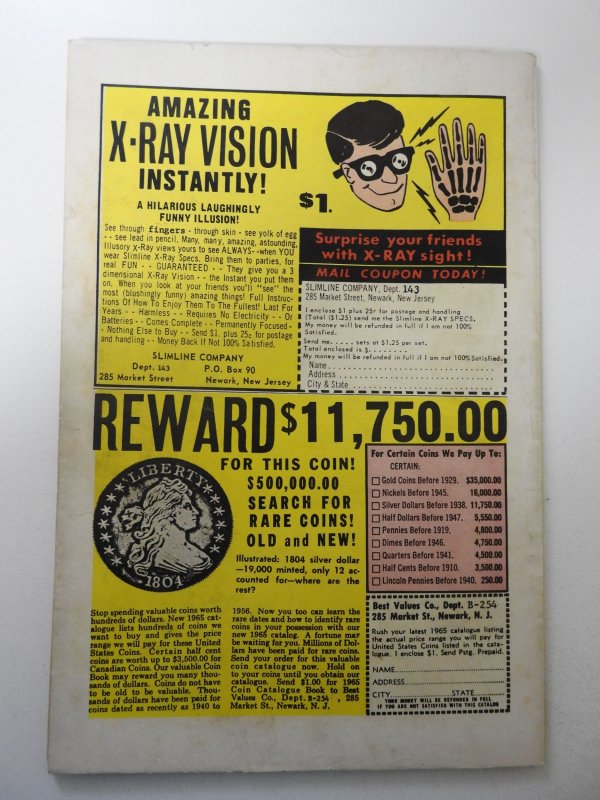 AMAZING
X-RAY VISION
INSTANTLY!
A HILARIOUS LAUGHINGLY
FUNNY ILLUSION!
$1.
See through fingers - through skin - see yolk of egg
- - see lead in pencil, Many, many, amazing, astounding,
Illusory X-Ray views yours to see ALWAYS--when YOU
wear Slimline X-Ray Specs. Bring them to parties, for
real FUN - - GUARANTEED - - They give you a 3
dimensional X-Ray Vision - - the Instant you put them
on. When you look at your friends you'll "see" the
most (blushingly funny) amazing things! Full Instruc-
tions Of How To Enjoy Them To The Fullest! Last For
Years - - Harmless - - Requires No Electricity - - Or
Batteries - - Comes Complete - - Permanently Focused -
- Nothing Else to Buy - - Send $1. plus 25¢ for postage
and handling - - Money Back If Not 100% Satisfied.
SLIMLINE COMPANY
Dept. 143 P.O. Box 90
285 Market Street Newark, New Jersey
Surprise your friends
with X-RAY sight!
MAIL COUPON TODAY!
SLIMLINE COMPANY, Dept. 143
285 Market Street, Newark, New Jersey
I enclose $1 plus 25¢ for postage and handling
(Total ($1.25) send me the Slimline X-RAY SPECS.
My money will be refunded in full if I am not 100%
Satisfied.
Send me..... sets at $1.25 per set.
Total enclosed is $........
My money will be refunded in full if I am not 100% Satisfied.
Name
Address
City & State
REWARD $11,750.00
FOR THIS COIN!
$500,000.00
SEARCH FOR
RARE COINS!
OLD and NEW!
LIBERTY
1804
Illustrated: 1804 silver dollar
—19,000 minted, only 12 ac-
counted for—where are the
rest?
For Certain Coins We Pay Up To:
CERTAIN:
Gold Coins Before 1929. $35,000.00
Nickels Before 1945. 16,000.00
Silver Dollars Before 1938. 11,750.00
Half Dollars Before 1947. 5,550.00
Pennies Before 1919. 4,800.00
Dimes Before 1946. 4,750.00
Quarters Before 1941. 4,500.00
Half Cents Before 1910. 3,500.00
Lincoln Pennies Before 1940. 250.00
Stop spending valuable coins worth
hundreds of dollars. New 1965 cat-
alogue lists hundreds of coins we
want to buy and gives the price
range we will pay for these United
States Coins. Certain half cent
coins are worth up to $3,500.00 for
Canadian Coins. Our valuable Coin
Book may reward you many thou-
sands of dollars. Coins do not have
to be old to be valuable. Thou-
sands of dollars have been paid for
coins dated as recently as 1940 to
1956. Now you too can learn the
rare dates and how to identify rare
coins in your possession with our
new 1965 catalog. A fortune may
be waiting for you. Millions of Dol-
lars have been paid for rare coins.
Send your order for this valuable
coin catalogue now. Hold on
to your coins until you obtain our
catalogue. Send $1.00 for 1965
Coin Catalogue Book to Best
Values Co., Dept. B-254 , 285
Market St., Newark, N. J.
Best Values Co., Dept. B-254
285 Market St., Newark, N. J.
Rush your latest 1965 catalogue listing
the actual price range you will pay for
United States Coins listed in the cata-
logue. I enclose $1. Send Pstg. Prepaid.
NAME
ADDRESS
CITY STATE
YOUR MONEY WILL BE REFUNDED IN FULL
IF YOU ARE NOT SATISFIED WITH THIS CATALOG